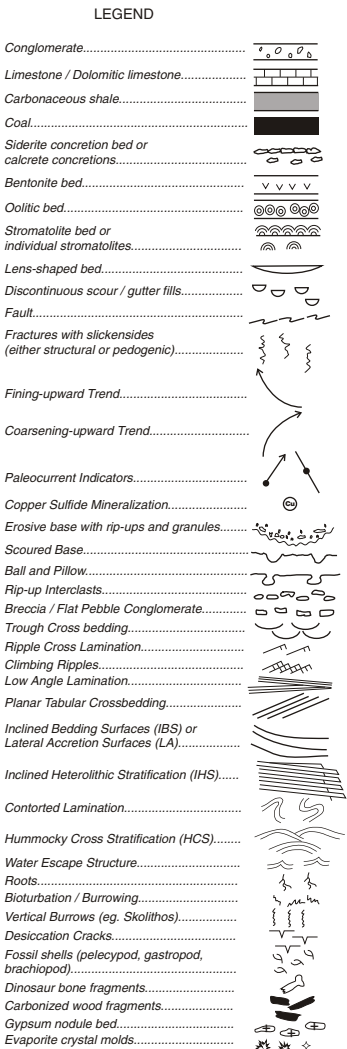 LEGEND
Conglomerate.............................................
Limestone / Dolomitic limestone..................
Carbonaceous shale...................................
Coal............................................................
Siderite concretion bed or
calcrete concretions...................................
Bentonite bed.............................................
Oolitic bed..................................................
Stromatolite bed or
individual stromatolites..............................
Lens-shaped bed.......................................
Discontinuous scour / gutter fills.................
Fault...........................................................
Fractures with slickensides
(either structural or pedogenic)...................
Fining-upward Trend...................................
Coarsening-upward Trend...........................
Paleocurrent Indicators...............................
Copper Sulfide Mineralization......................
Cu
Erosive base with rip-ups and granules.......
Scoured Base.............................................
Ball and Pillow............................................
Rip-up Interclasts........................................
Breccia / Flat Pebble Conglomerate............
Trough Cross bedding................................
Ripple Cross Lamination.............................
Climbing Ripples.........................................
Low Angle Lamination.................................
Planar Tabular Crossbedding......................
Inclined Bedding Surfaces (IBS) or
Lateral Accretion Surfaces (LA).................
Inclined Heterolithic Stratification (IHS)......
Contorted Lamination................................
Hummocky Cross Stratification (HCS)........
Water Escape Structure............................
Roots.......................................................
Bioturbation / Burrowing...........................
Vertical Burrows (eg. Skolithos)................
Desiccation Cracks..................................
Fossil shells (pelecypod, gastropod,
brachiopod).............................................
Dinosaur bone fragments.........................
Carbonized wood fragments.....................
Gypsum nodule bed.................................
Evaporite crystal molds............................